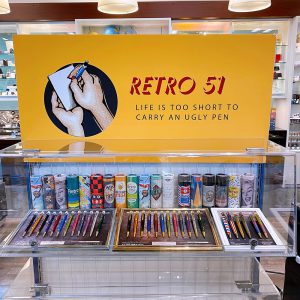 RETRO 51
LIFE IS TOO SHORT TO
CARRY AN UGLY PEN